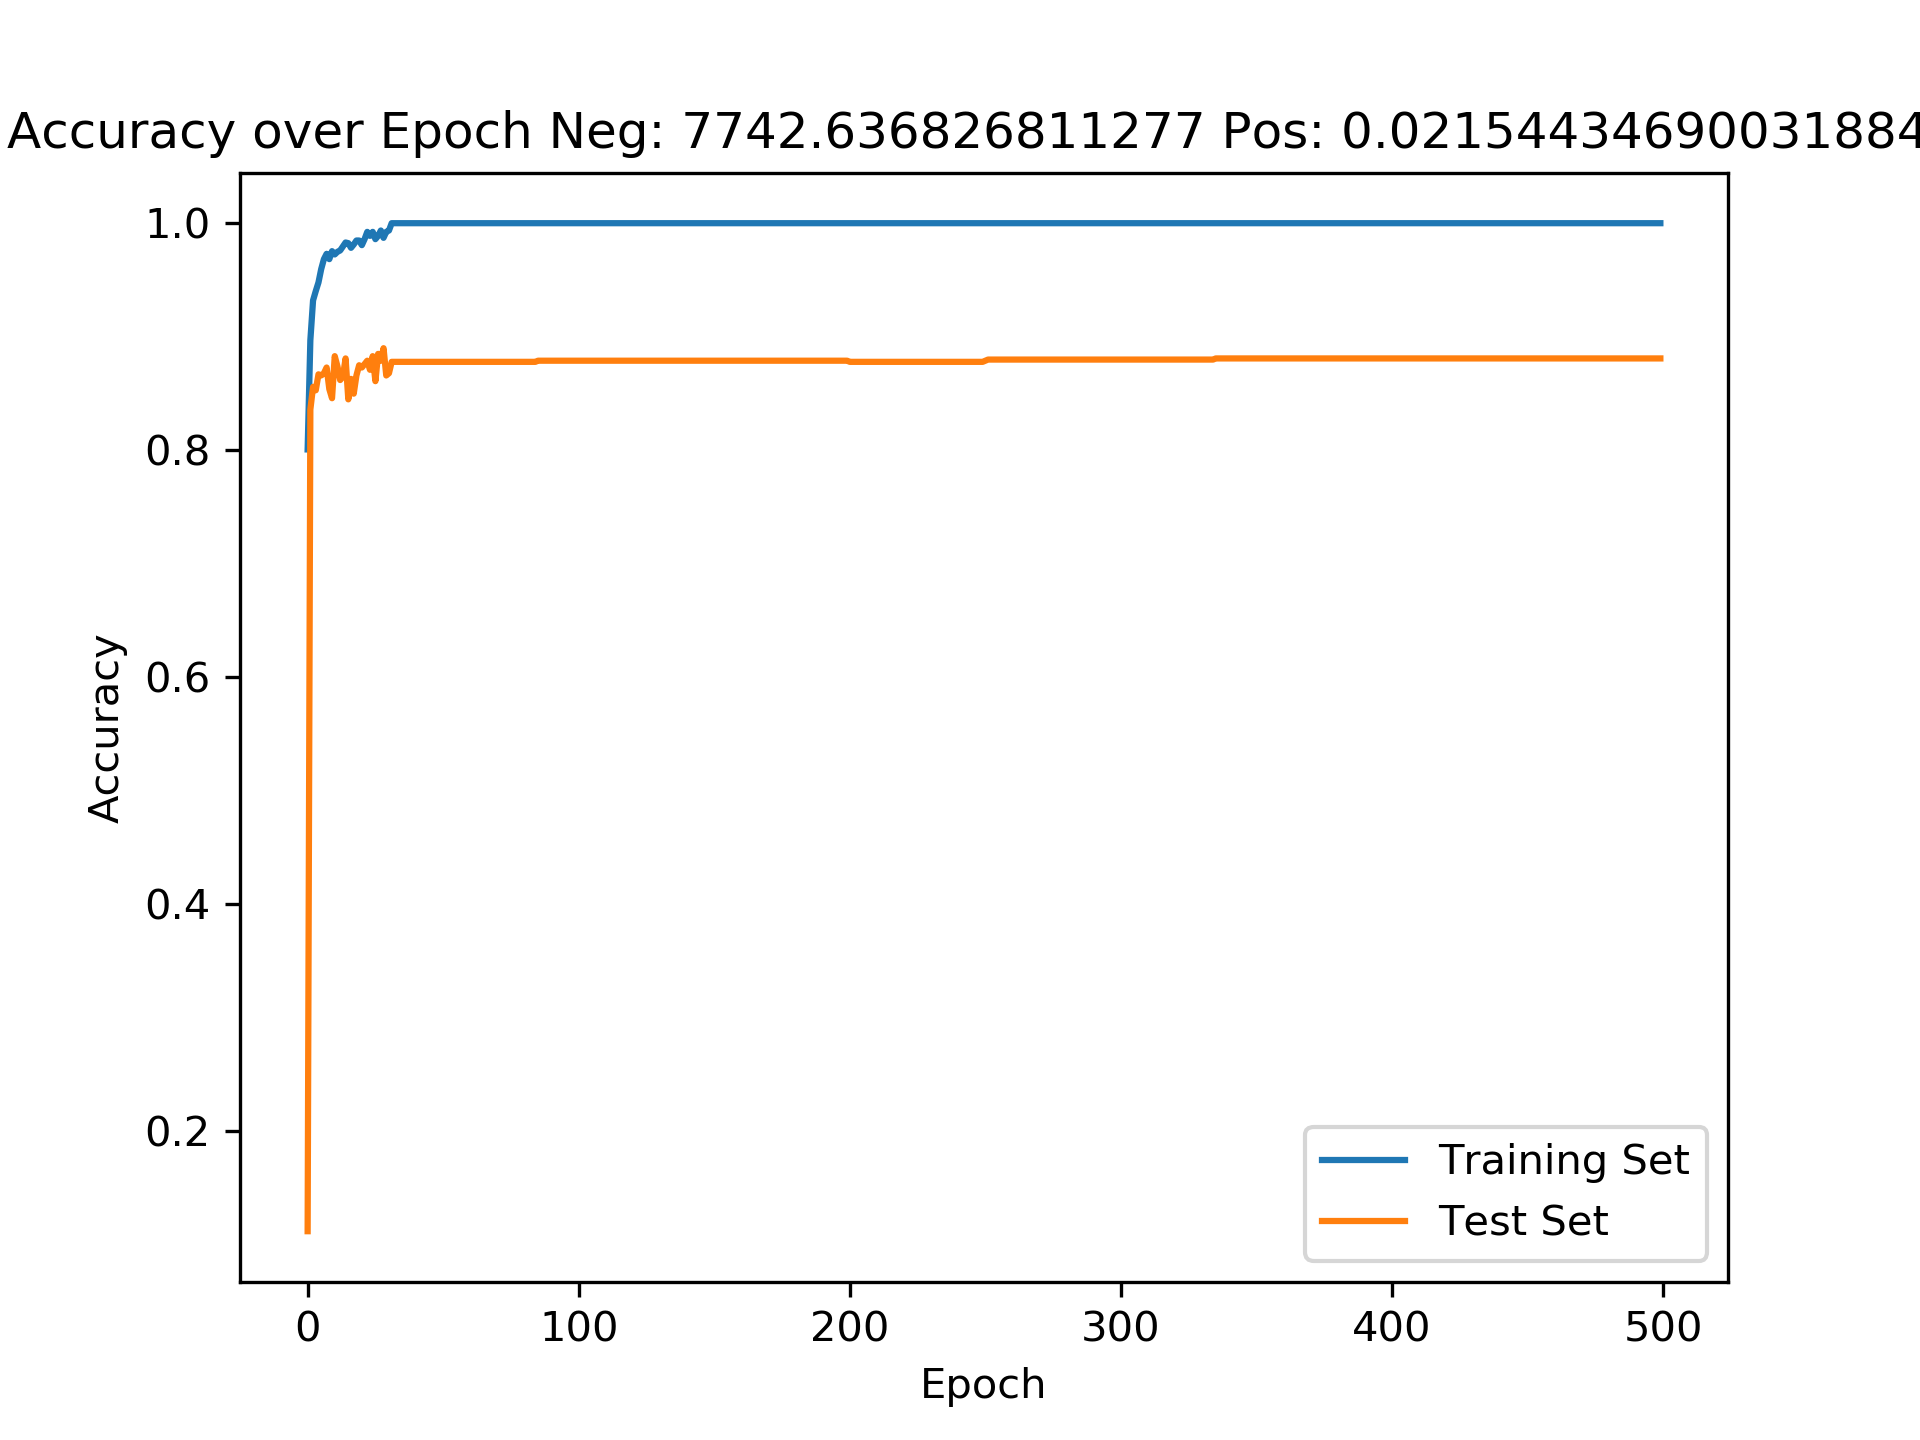 Accuracy over Epoch Neg: 7742.636826811277 Pos: 0.02154434690031884
1.0
0.8
0.6
0.4
0.2
Accuracy
0 100 200 300 400 500
Epoch
Training Set
Test Set